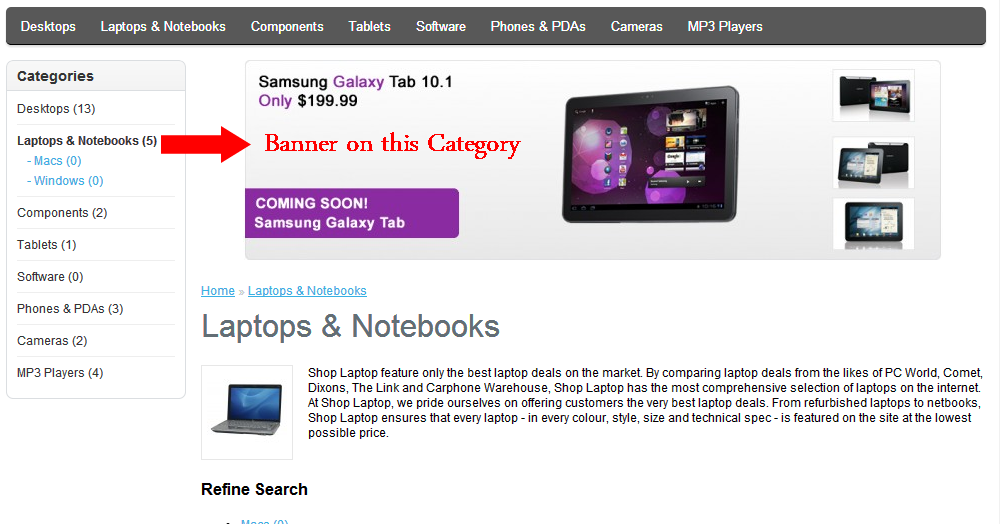 Desktops Laptops & Notebooks Components Tablets Software Phones & PDAs Cameras MP3 Players
Categories
Desktops (13)
Laptops & Notebooks (5)
- Macs (0)
- Windows (0)
Components (2)
Tablets (1)
Software (0)
Phones & PDAs (3)
Cameras (2)
MP3 Players (4)
Samsung Galaxy Tab 10.1
Only $199.99
Banner on this Category
COMING SOON!
Samsung Galaxy Tab
Home » Laptops & Notebooks
Laptops & Notebooks
Shop Laptop feature only the best laptop deals on the market. By comparing laptop deals from the likes of PC World, Comet,
Dixons, The Link and Carphone Warehouse, Shop Laptop has the most comprehensive selection of laptops on the internet.
At Shop Laptop, we pride ourselves on offering customers the very best laptop deals. From refurbished laptops to netbooks,
Shop Laptop ensures that every laptop - in every colour, style, size and technical spec - is featured on the site at the lowest
possible price.
Refine Search
Macs (0)